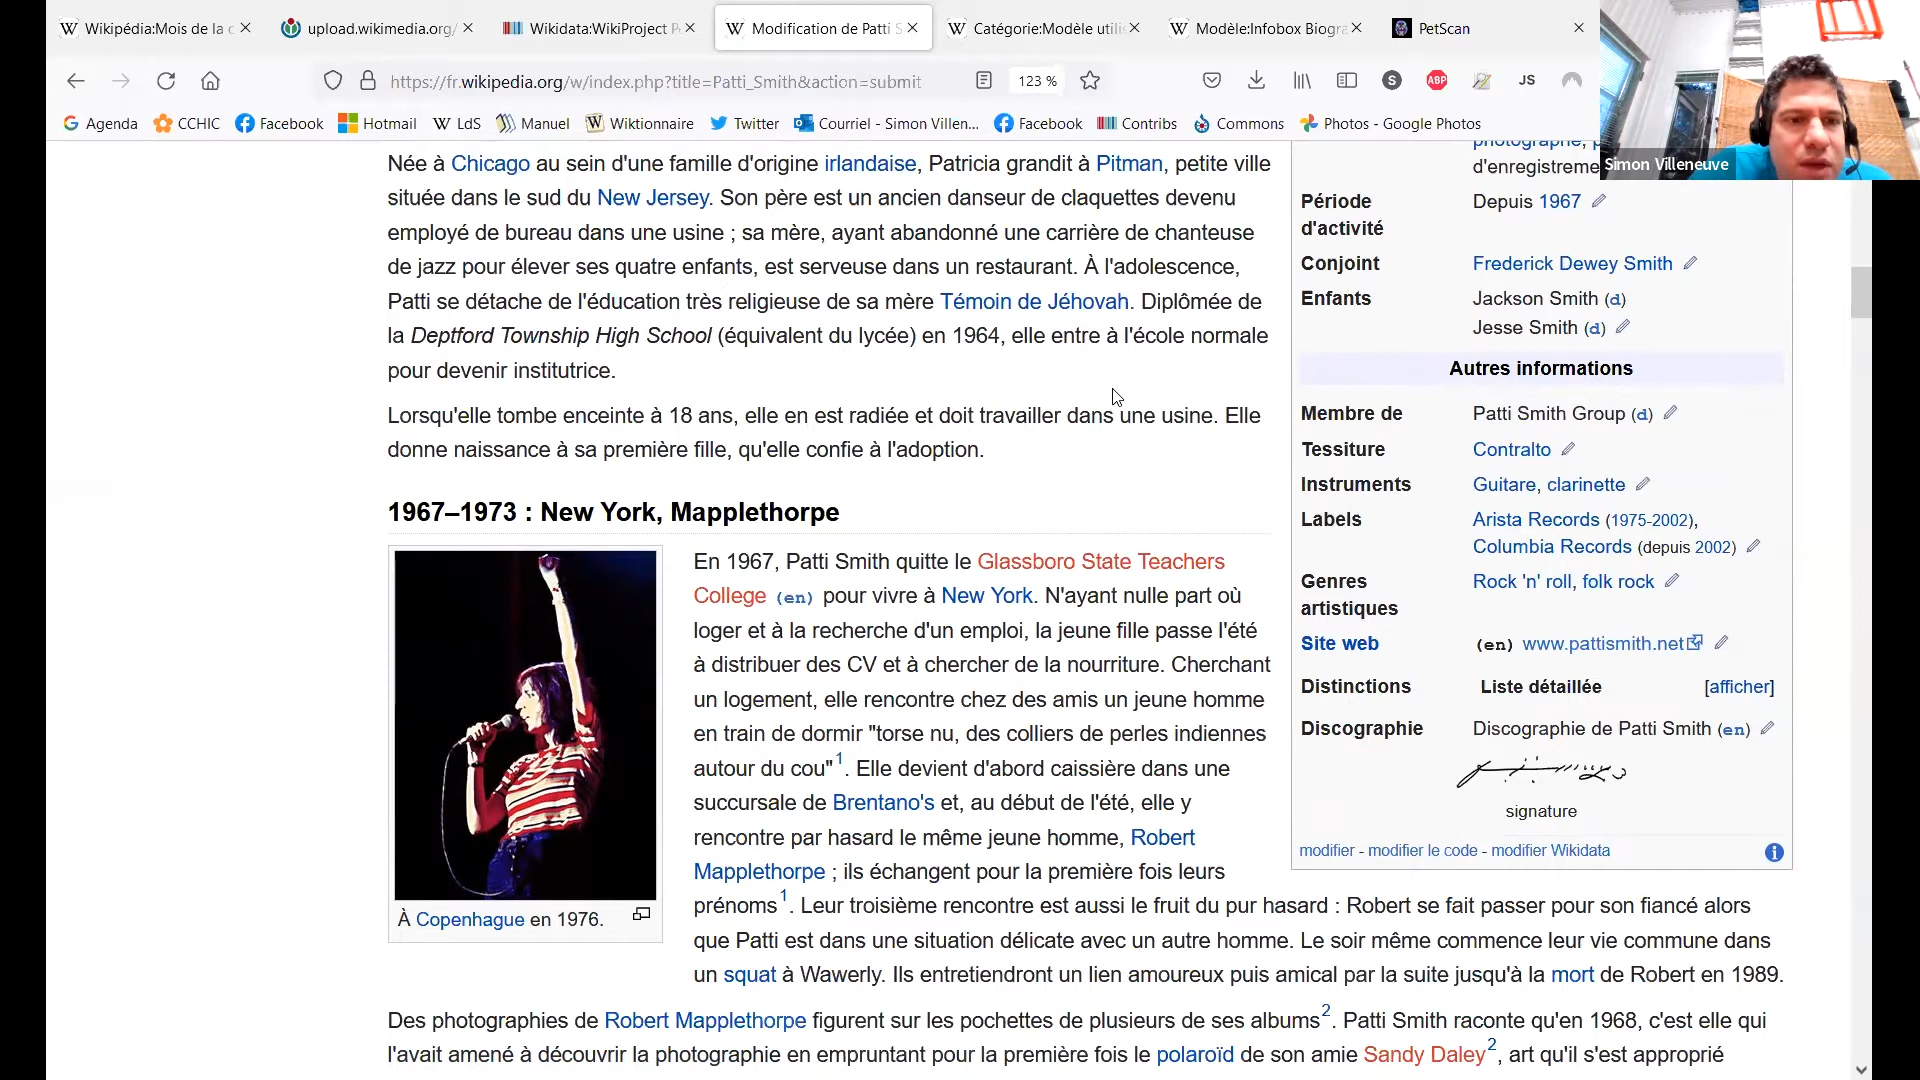 Wikipédia:Mois de la c
upload.wikimedia.org/
Wikidata:WikiProject P
Modification de Patti S
Catégorie:Modèle utili
Modèle:Infobox Biogra
PetScan
https://fr.wikipedia.org/w/index.php?title=Patti_Smith&action=submit
123 %
S
ABP
JS
Agenda
CCHIC
Facebook
Hotmail
LdS
Manuel
Wiktionnaire
Twitter
Courriel - Simon Villen...
Facebook
Contribs
Commons
Photos - Google Photos
Simon Villeneuve
Née à Chicago au sein d'une famille d'origine irlandaise, Patricia grandit à Pitman, petite ville
située dans le sud du New Jersey. Son père est un ancien danseur de claquettes devenu
employé de bureau dans une usine ; sa mère, ayant abandonné une carrière de chanteuse
de jazz pour élever ses quatre enfants, est serveuse dans un restaurant. À l'adolescence,
Patti se détache de l'éducation très religieuse de sa mère Témoin de Jéhovah. Diplômée de
la Deptford Township High School (équivalent du lycée) en 1964, elle entre à l'école normale
pour devenir institutrice.
Lorsqu'elle tombe enceinte à 18 ans, elle en est radiée et doit travailler dans une usine. Elle
donne naissance à sa première fille, qu'elle confie à l'adoption.
1967–1973 : New York, Mapplethorpe
À Copenhague en 1976.
En 1967, Patti Smith quitte le Glassboro State Teachers
College (en) pour vivre à New York. N'ayant nulle part où
loger et à la recherche d'un emploi, la jeune fille passe l'été
à distribuer des CV et à chercher de la nourriture. Cherchant
un logement, elle rencontre chez des amis un jeune homme
en train de dormir "torse nu, des colliers de perles indiennes
autour du cou"1. Elle devient d'abord caissière dans une
succursale de Brentano's et, au début de l'été, elle y
rencontre par hasard le même jeune homme, Robert
Mapplethorpe ; ils échangent pour la première fois leurs
prénoms1. Leur troisième rencontre est aussi le fruit du pur hasard : Robert se fait passer pour son fiancé alors
que Patti est dans une situation délicate avec un autre homme. Le soir même commence leur vie commune dans
un squat à Wawerly. Ils entretiendront un lien amoureux puis amical par la suite jusqu'à la mort de Robert en 1989.
Des photographies de Robert Mapplethorpe figurent sur les pochettes de plusieurs de ses albums2. Patti Smith raconte qu'en 1968, c'est elle qui
l'avait amené à découvrir la photographie en empruntant pour la première fois le polaroïd de son amie Sandy Daley2, art qu'il s'est approprié
photographe, p
d'enregistreme
Période
d'activité
Depuis 1967
Conjoint
Frederick Dewey Smith
Enfants
Jackson Smith (d)
Jesse Smith (d)
Autres informations
Membre de
Patti Smith Group (d)
Tessiture
Contralto
Instruments
Guitare, clarinette
Labels
Arista Records (1975-2002),
Columbia Records (depuis 2002)
Genres
artistiques
Rock 'n' roll, folk rock
Site web
(en) www.pattismith.net
Distinctions
Liste détaillée [afficher]
Discographie
Discographie de Patti Smith (en)
signature
modifier - modifier le code - modifier Wikidata